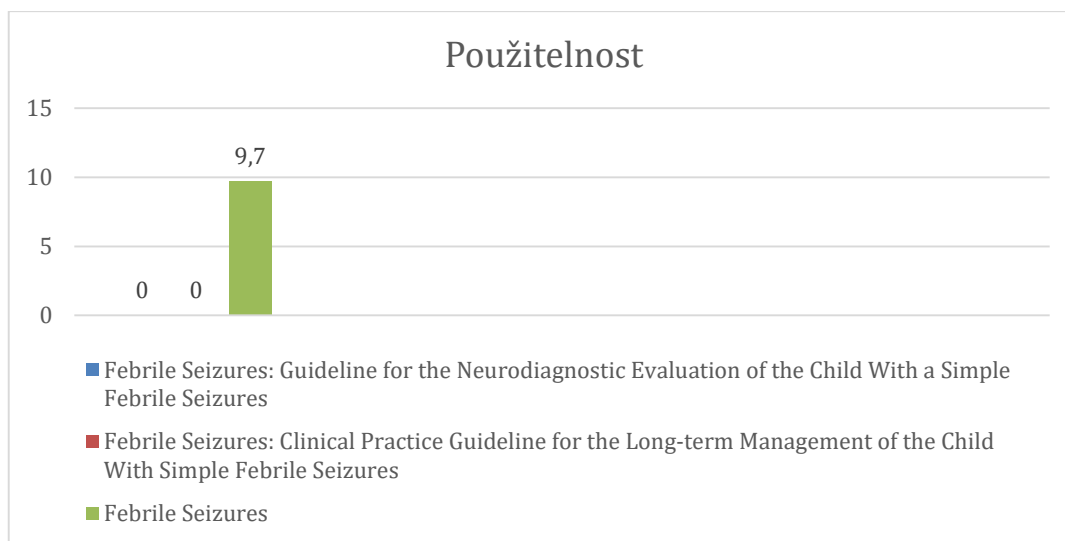 Použitelnost
15
10
5
0
9,7
0 0
Febrile Seizures: Guideline for the Neurodiagnostic Evaluation of the Child With a Simple
Febrile Seizures
Febrile Seizures: Clinical Practice Guideline for the Long-term Management of the Child
With Simple Febrile Seizures
Febrile Seizures